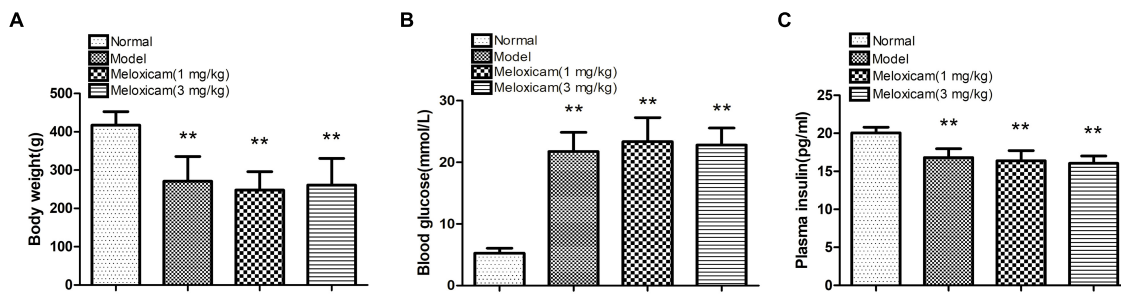 A
Normal
Model
Meloxicam(1 mg/kg)
Meloxicam(3 mg/kg)
Body weight(g)
500
400
300
200
100
0
**
**
**
B
Normal
Model
Meloxicam(1 mg/kg)
Meloxicam(3 mg/kg)
Blood glucose(mmol/L)
30
20
10
0
**
**
**
C
Normal
Model
Meloxicam(1 mg/kg)
Meloxicam(3 mg/kg)
Plasma insulin(pg/ml)
25
20
15
10
5
0
**
**
**